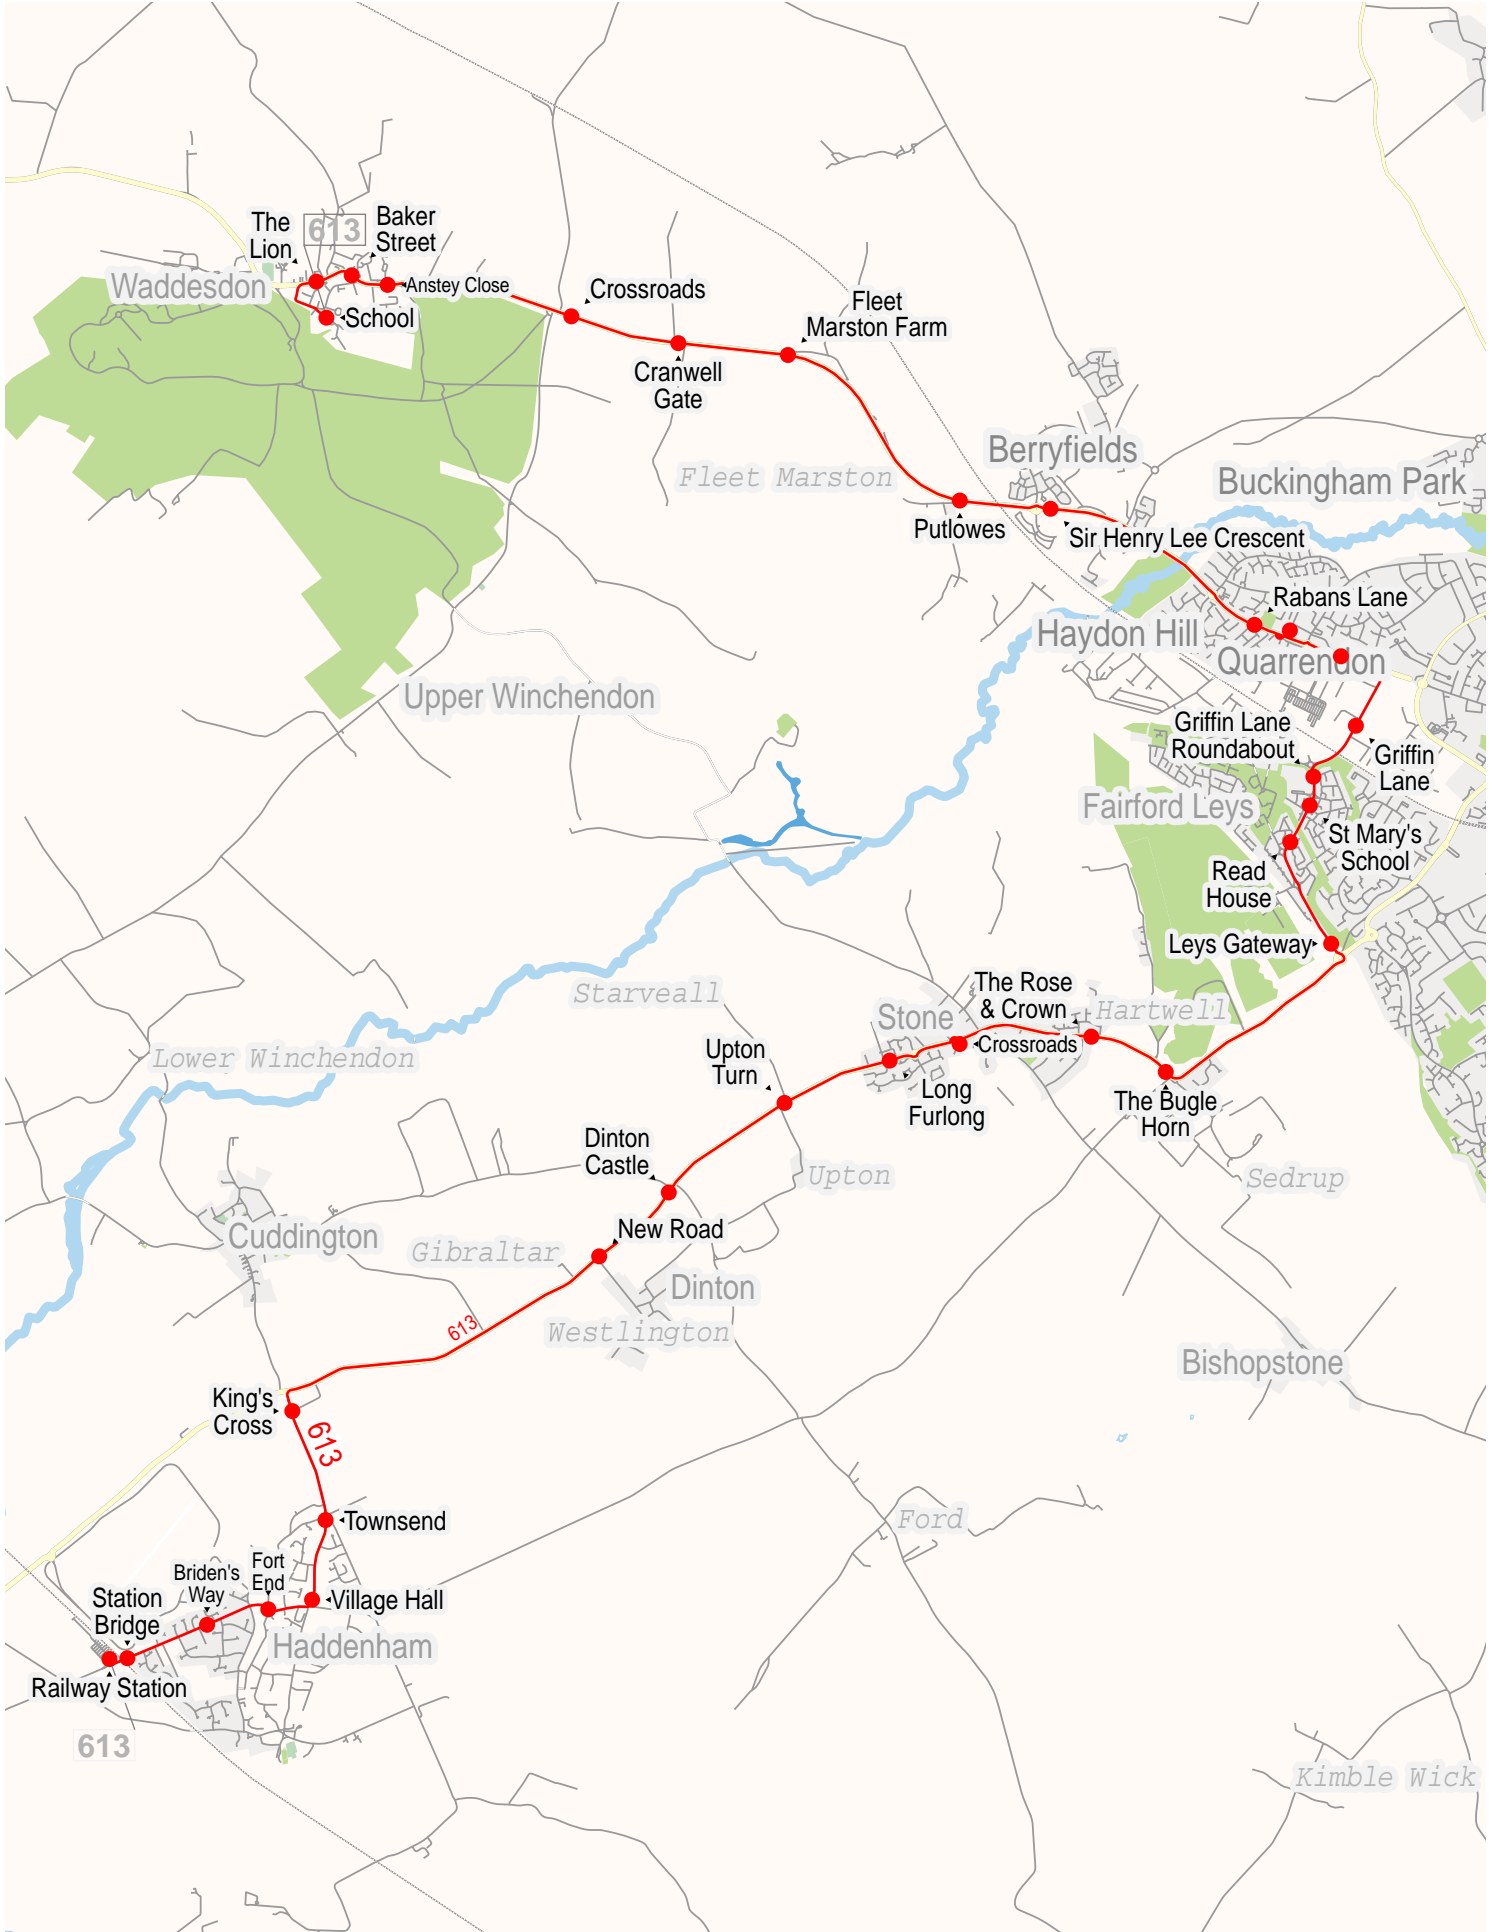 The
Lion
613
Baker
Street
Waddesdon
Anstey Close
School
Crossroads
Fleet
Marston Farm
Cranwell
Gate
Fleet Marston
Berryfields
Buckingham Park
Putlowes
Sir Henry Lee Crescent
Rabans Lane
Haydon Hill
Quarrendon
Upper Winchendon
Griffin Lane
Roundabout
Griffin
Lane
Fairford Leys
St Mary's
School
Read
House
Leys Gateway
Starveall
The Rose
& Crown
Hartwell
Stone
Crossroads
Lower Winchendon
Upton
Turn
Long
Furlong
The Bugle
Horn
Dinton
Castle
Upton
Sedrup
New Road
Cuddington
Gibraltar
Dinton
613
Westlington
Bishopstone
King's
Cross
613
Townsend
Ford
Fort
End
Briden's
Way
Station
Bridge
Village Hall
Haddenham
Railway Station
613
Kimble Wick